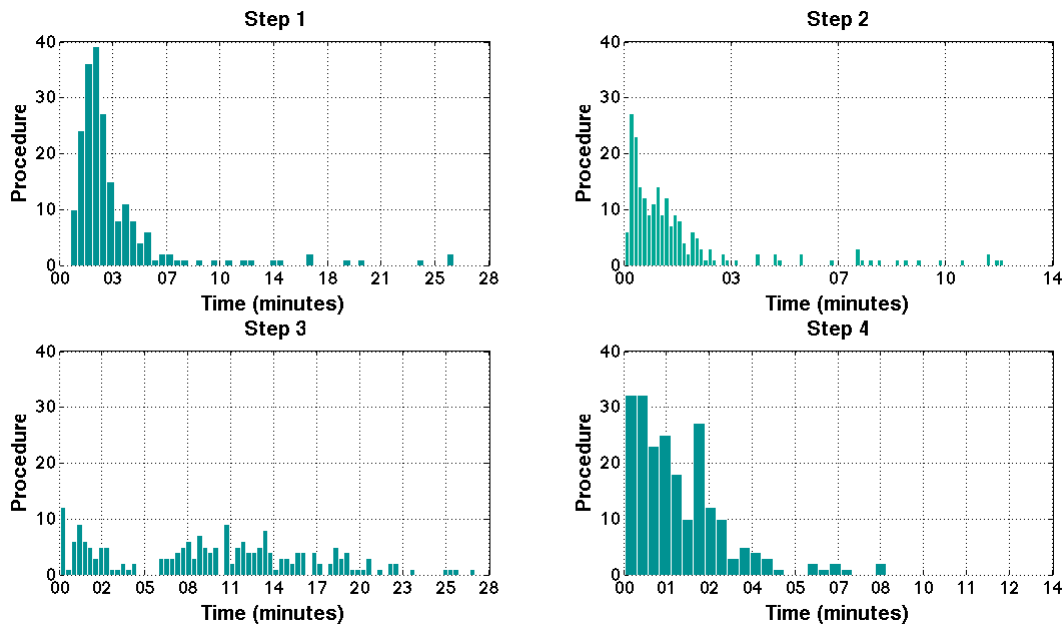 Step 1
40
30
20
10
0
Procedure
00 03 07 10 14 18 21 25 28
Time (minutes)
Step 2
40
30
20
10
0
Procedure
00 03 07 10 14
Time (minutes)
Step 3
40
30
20
10
0
Procedure
00 02 05 08 11 14 17 20 23 25 28
Time (minutes)
Step 4
40
30
20
10
0
Procedure
00 01 02 04 05 07 08 10 11 12 14
Time (minutes)